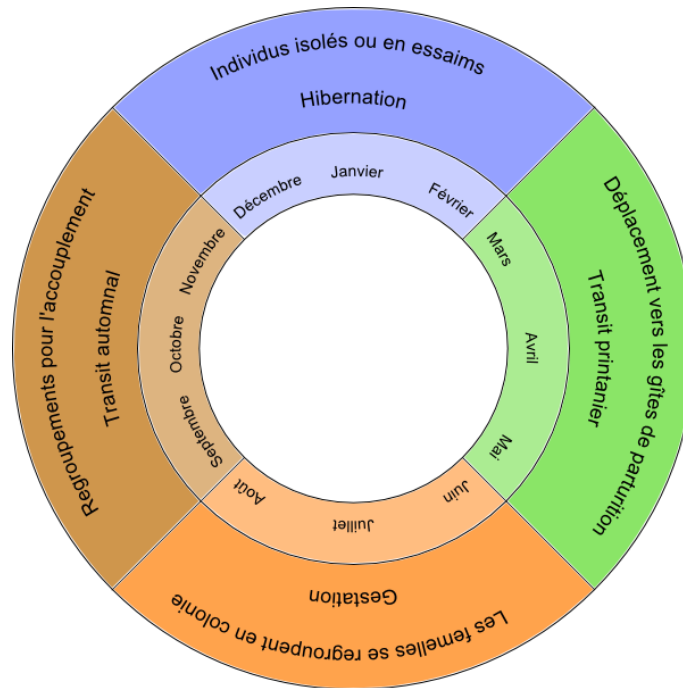 Individus isolés ou en essaims
Hibernation
Décembre
Janvier
Février
Déplacement vers les gîtes de parturition
Transit printanier
Mars
Avril
Mai
Les femelles se regroupent en colonie
Gestation
Juin
Juillet
Août
Regroupements pour l'accouplement
Transit automnal
Septembre
Octobre
Novembre